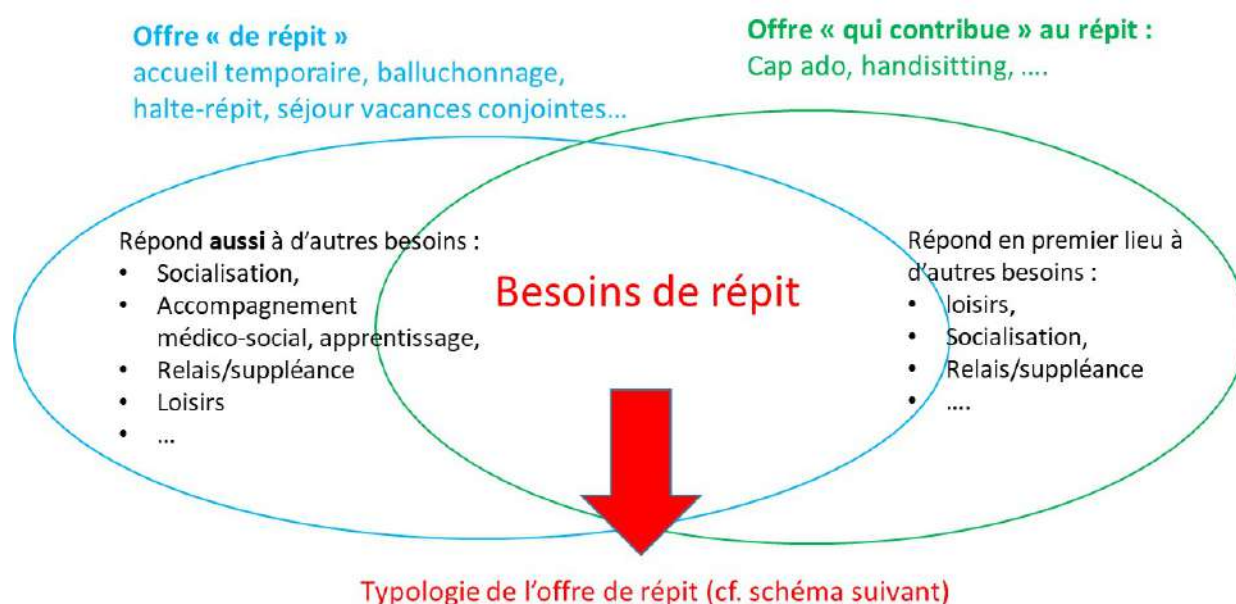 Offre « de répit »
accueil temporaire, balluchonnage,
halte-répit, séjour vacances conjointes...
Offre « qui contribue » au répit :
Cap ado, handisitting, ....
Répond aussi à d'autres besoins :
• Socialisation,
• Accompagnement
médico-social, apprentissage,
• Relais/suppléance
• Loisirs
• ...
Besoins de répit
Répond en premier lieu à
d'autres besoins :
• loisirs,
• Socialisation,
• Relais/suppléance
• ....
Typologie de l'offre de répit (cf. schéma suivant)